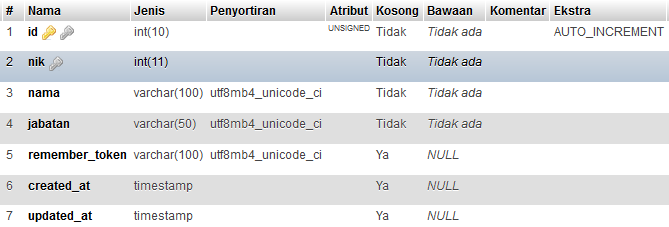 # Nama Jenis Penyortiran Atribut Kosong Bawaan Komentar Ekstra
1 id int(10) UNSIGNED Tidak Tidak ada AUTO_INCREMENT
2 nik int(11) Tidak Tidak ada
3 nama varchar(100) utf8mb4_unicode_ci Tidak Tidak ada
4 jabatan varchar(50) utf8mb4_unicode_ci Tidak Tidak ada
5 remember_token varchar(100) utf8mb4_unicode_ci Ya NULL
6 created_at timestamp Ya NULL
7 updated_at timestamp Ya NULL